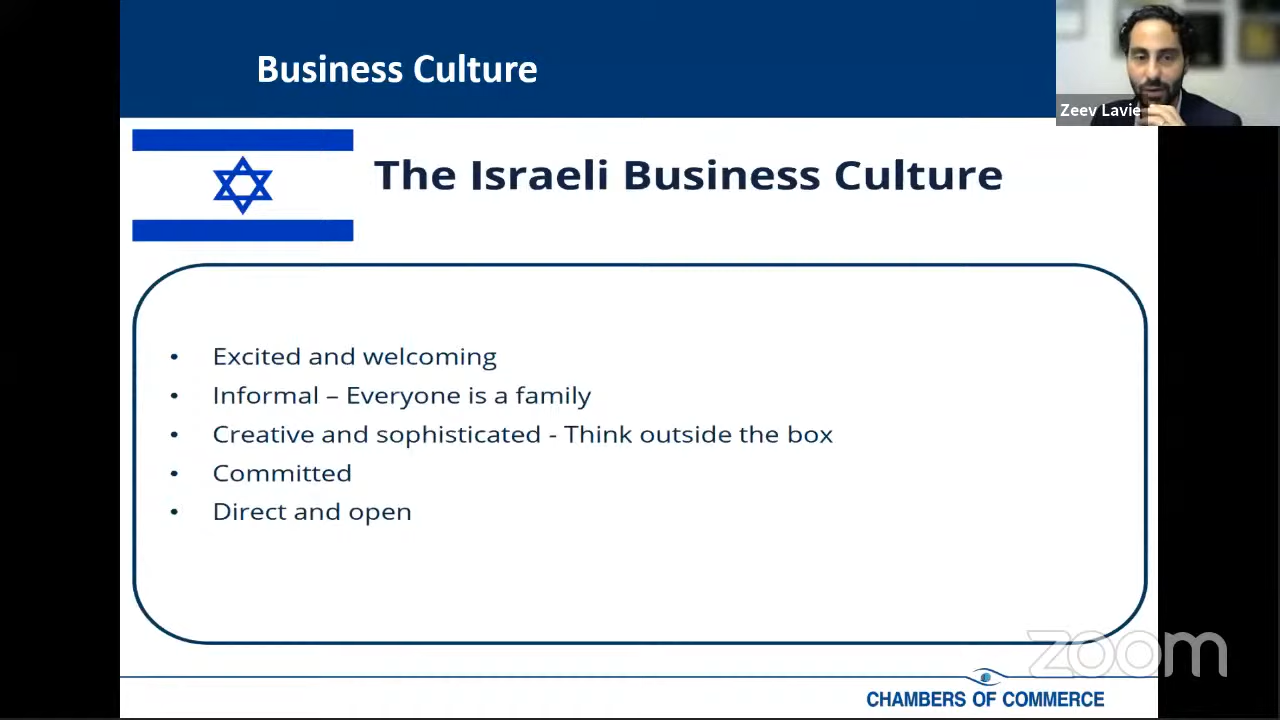 Business Culture
Zeev Lavie
The Israeli Business Culture
• Excited and welcoming
• Informal – Everyone is a family
• Creative and sophisticated - Think outside the box
• Committed
• Direct and open
zoom
CHAMBERS OF COMMERCE